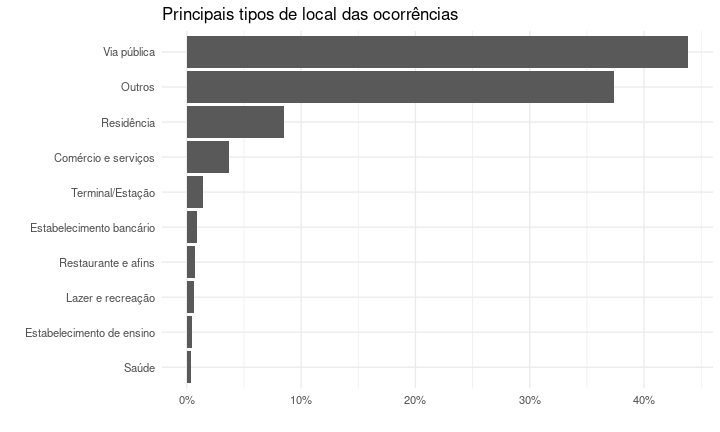 Principais tipos de local das ocorrências
Via pública
Outros
Residência
Comércio e serviços
Terminal/Estação
Estabelecimento bancário
Restaurante e afins
Lazer e recreação
Estabelecimento de ensino
Saúde
0% 10% 20% 30% 40%